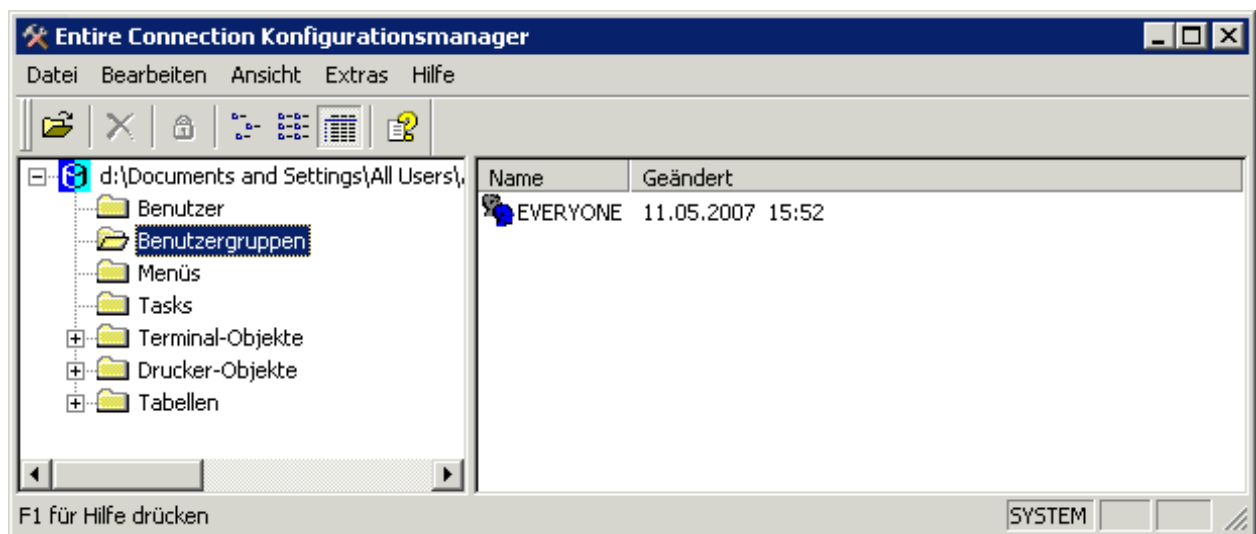 Entire Connection Konfigurationsmanager
Datei Bearbeiten Ansicht Extras Hilfe
d:\Documents and Settings\All Users\
Benutzer
Benutzergruppen
Menüs
Tasks
Terminal-Objekte
Drucker-Objekte
Tabellen
Name Geändert
EVERYONE 11.05.2007 15:52
F1 für Hilfe drücken SYSTEM